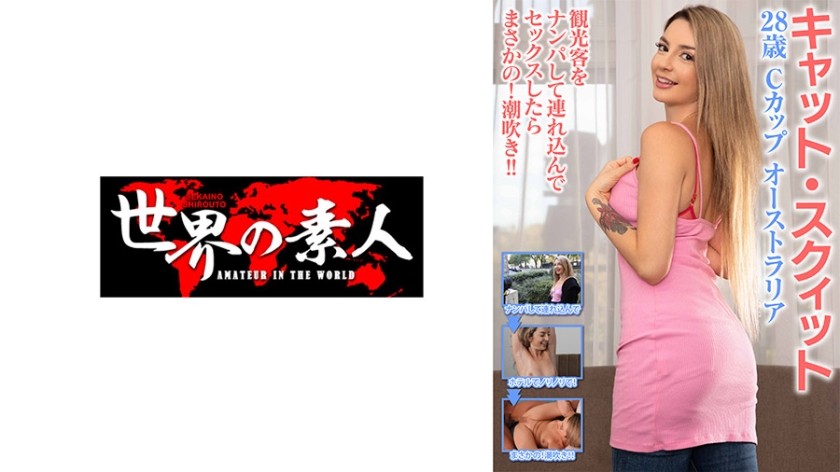 SEKAINO
SHIROUTO
世界の素人
AMATEUR IN THE WORLD
キャット・スクィット
28歳 Cカップ オーストラリア
観光客を
ナンパして連れ込んで
セックスしたら
まさかの!潮吹き!!
ナンパして連れ込んで
ホテルでノリノリで!
まさかの!潮吹き!!